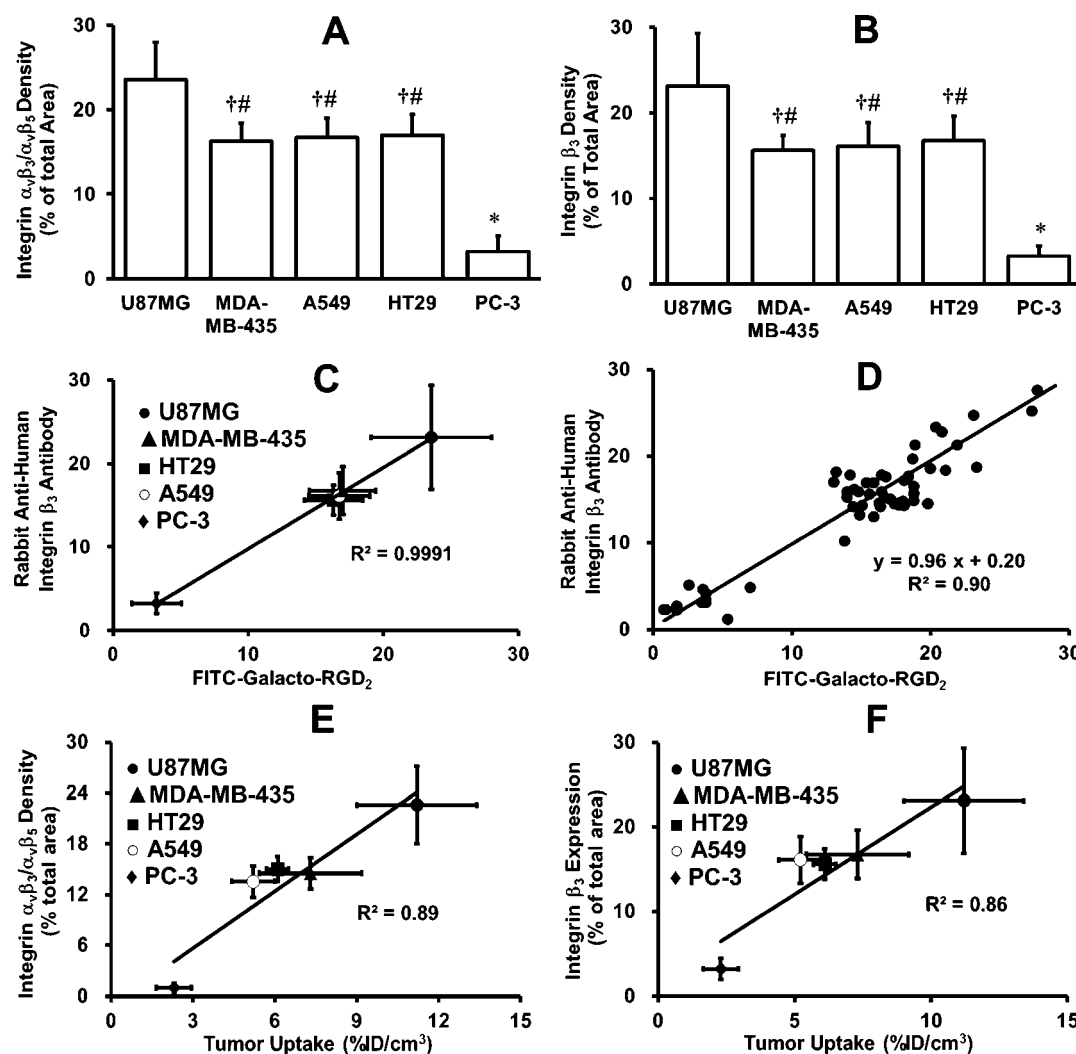 A
Integrin αvβ3/αvβ5 Density
(% of total Area)
30
20
10
0
†#
†#
†#
*
U87MG
MDA-
MB-435
A549
HT29
PC-3
B
Integrin β3 Density
(% of Total Area)
30
20
10
0
†#
†#
†#
*
U87MG
MDA-
MB-435
A549
HT29
PC-3
C
Rabbit Anti-Human
Integrin β3 Antibody
30
20
10
0
U87MG
MDA-MB-435
HT29
A549
PC-3
R² = 0.9991
0
10
20
30
FITC-Galacto-RGD2
D
Rabbit Anti-Human
Integrin β3 Antibody
30
20
10
0
y = 0.96 x + 0.20
R² = 0.90
0
10
20
30
FITC-Galacto-RGD2
E
Integrin αvβ3/αvβ5 Density
(% total area)
30
24
18
12
6
0
U87MG
MDA-MB-435
HT29
A549
PC-3
R² = 0.89
0
3
6
9
12
15
Tumor Uptake (%ID/cm³)
F
Integrin β3 Expression
(% of total area)
30
20
10
0
U87MG
MDA-MB-435
HT29
A549
PC-3
R² = 0.86
0
5
10
15
Tumor Uptake (%ID/cm³)